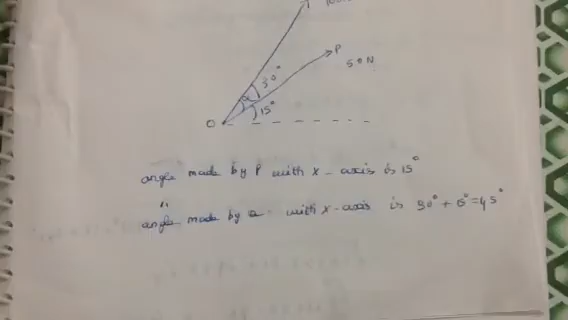 P
50 N
α
30°
15°
O
angle made by P with x-axis is 15°
"
angle made by Q with x-axis is 30° + 15° = 45°